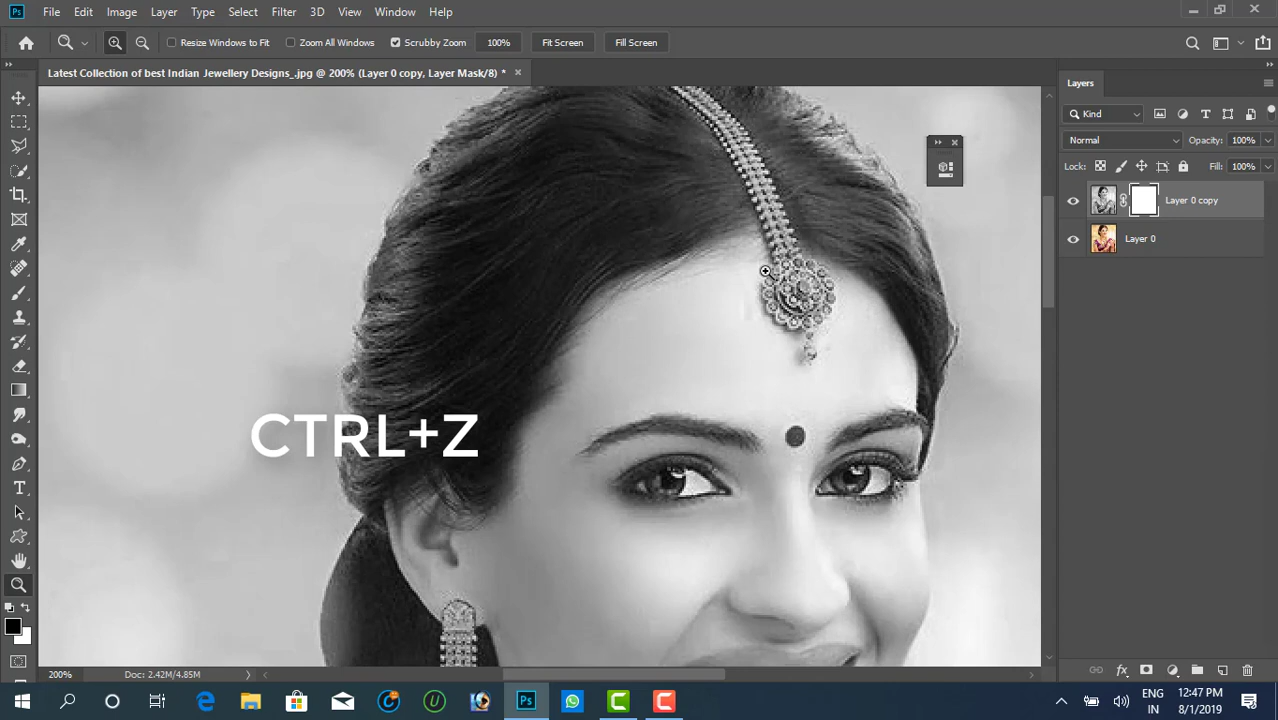 Ps File Edit Image Layer Type Select Filter 3D View Window Help
Resize Windows to Fit Zoom All Windows Scrubby Zoom 100% Fit Screen Fill Screen
Latest Collection of best Indian Jewellery Designs_.jpg @ 200% (Layer 0 copy, Layer Mask/8) *
Layers
Kind
Normal Opacity: 100%
Lock: Fill: 100%
Layer 0 copy
Layer 0
CTRL+Z
200% Doc: 2.42M/4.85M
Ps ENG 12:47 PM
IN 8/1/2019